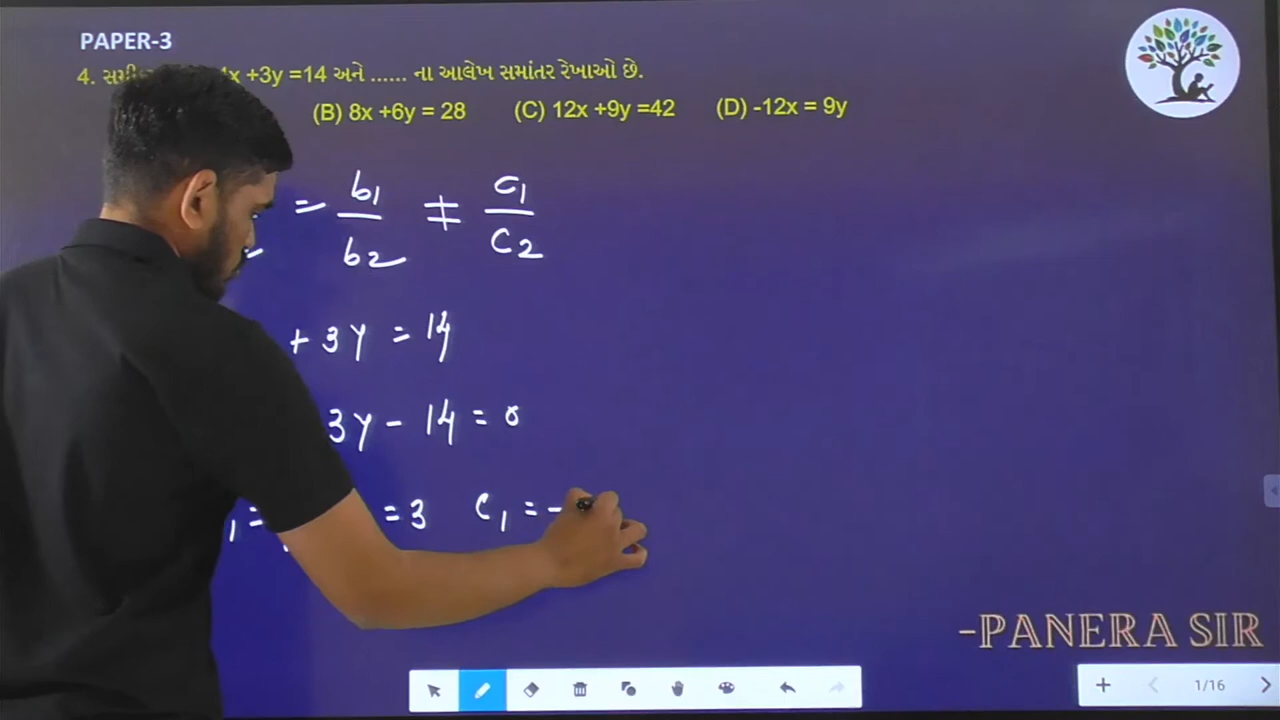 PAPER-3
4. +3y =14 અને ...... ના આલેખ સમાંતર રેખાઓ છે.
(B) 8x +6y = 28 (C) 12x +9y =42 (D) -12x = 9y
= b1/b2 ≠ c1/c2
+ 3y = 14
3y - 14 = 0
1 = = 3 c1 = -
-PANERA SIR
1/16